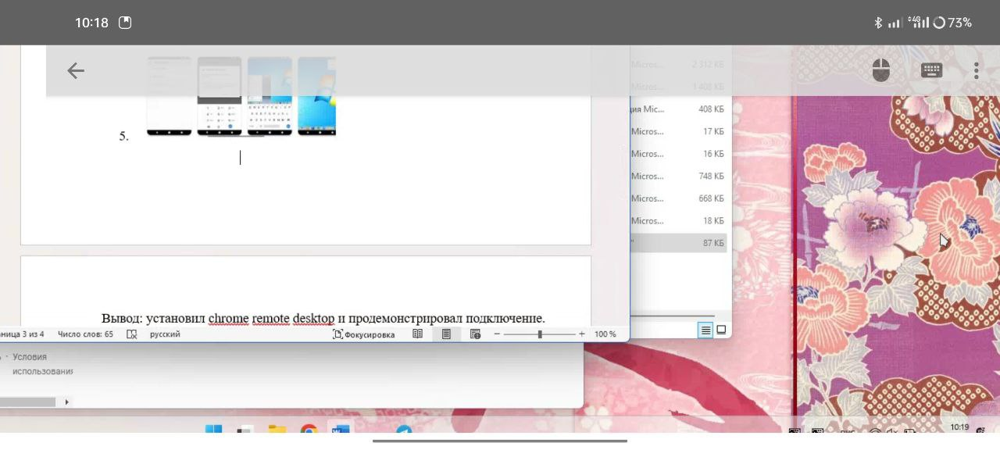 10:18
4G
73%
Micros... 2 312 КБ
Micros... 1 408 КБ
ция Mic... 408 КБ
Micros... 17 КБ
Micros... 16 КБ
Micros... 748 КБ
Micros... 668 КБ
Micros... 18 КБ
" 87 КБ
5.
Вывод: установил chrome remote desktop и продемонстрировал подключение.
ница 3 из 4 Число слов: 65 русский Фокусировка 100 %
Условия
использования
10:19